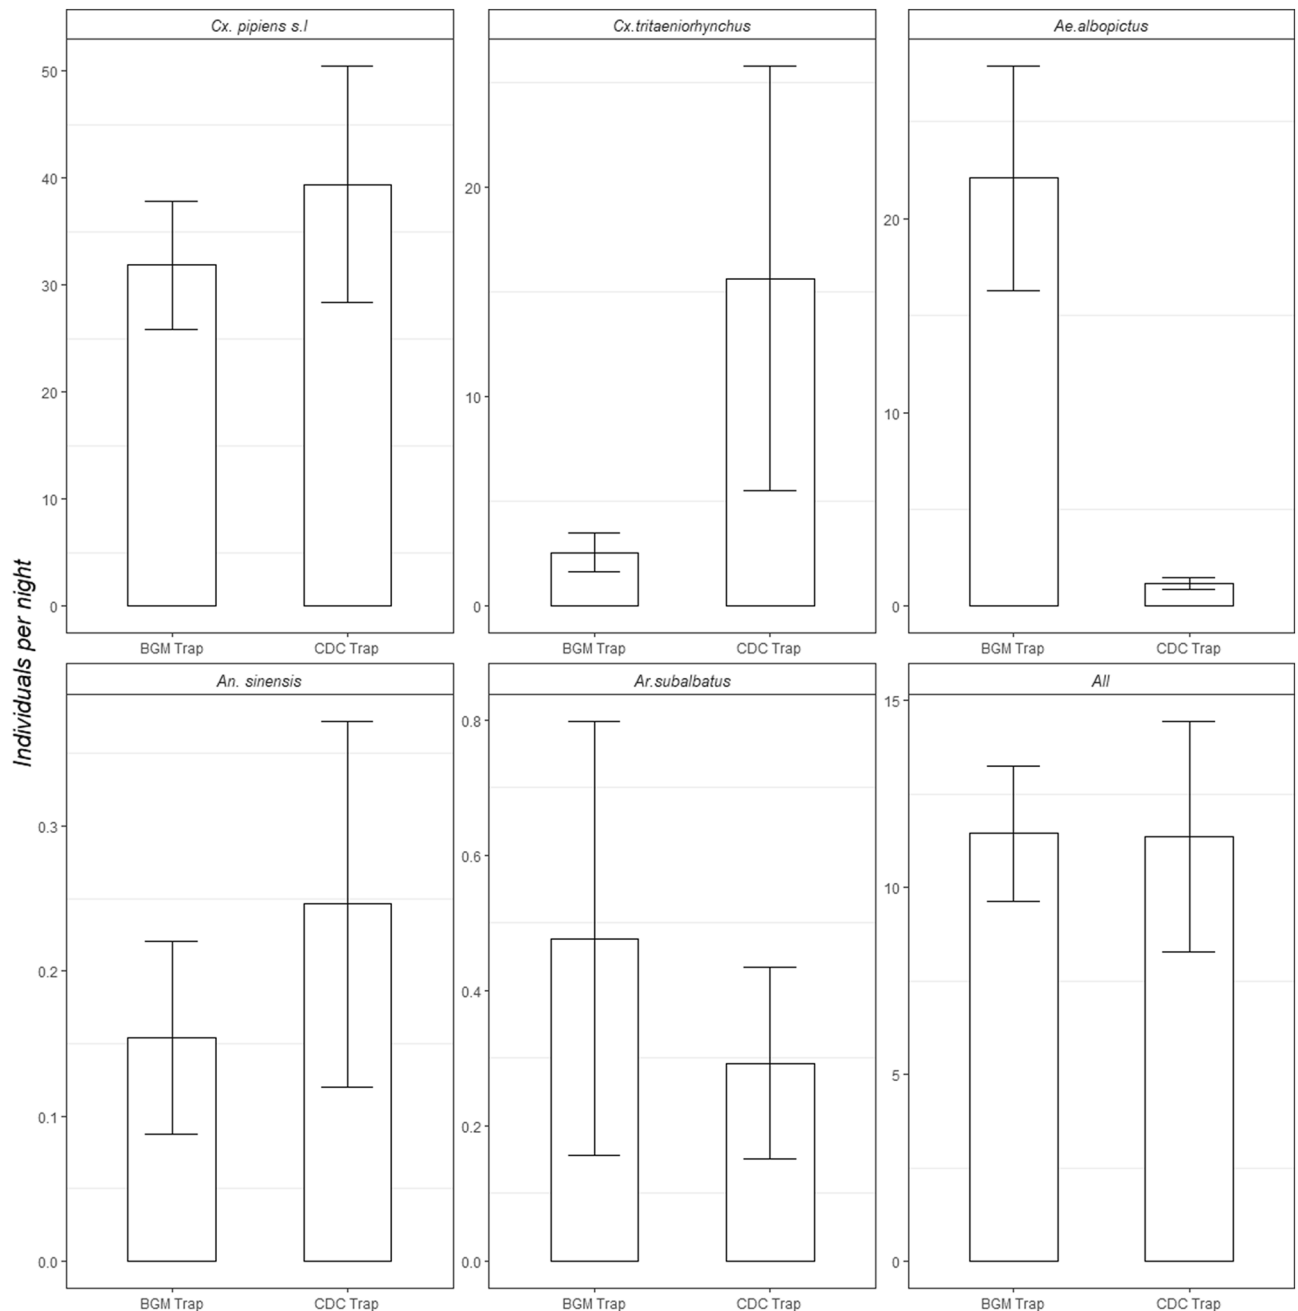 Individuals per night
Cx. pipiens s.l
50
40
30
20
10
0
BGM Trap CDC Trap
Cx.tritaeniorhynchus
20
10
0
BGM Trap CDC Trap
Ae.albopictus
20
10
0
BGM Trap CDC Trap
An. sinensis
0.3
0.2
0.1
0.0
BGM Trap CDC Trap
Ar.subalbatus
0.8
0.6
0.4
0.2
0.0
BGM Trap CDC Trap
All
15
10
5
0
BGM Trap CDC Trap